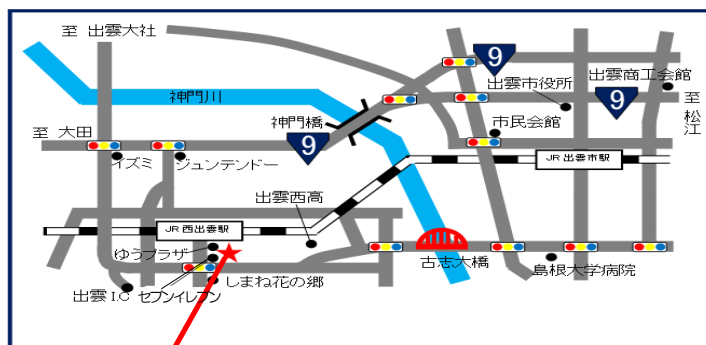 至 出雲大社
9
出雲市役所
出雲商工会館
神門川
9
至 松江
神門橋
市民会館
至 大田
9
イズミ
ジュンテンドー
JR 出雲市駅
出雲西高
JR 西出雲駅
ゆうプラザ
古志大橋
島根大学病院
しまね花の郷
出雲I.C
セブンイレブン